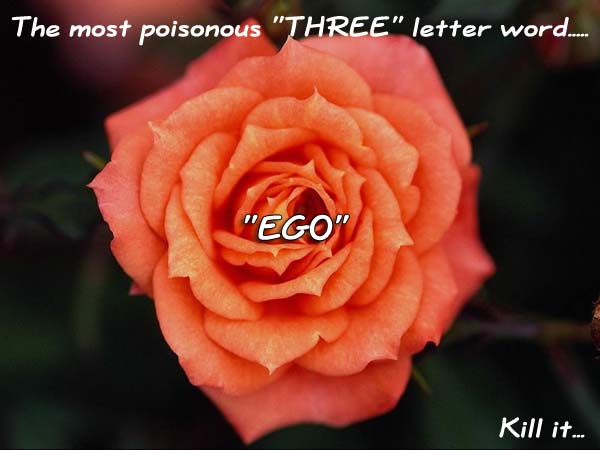 The most poisonous "THREE" letter word.....
"EGO"
Kill it...